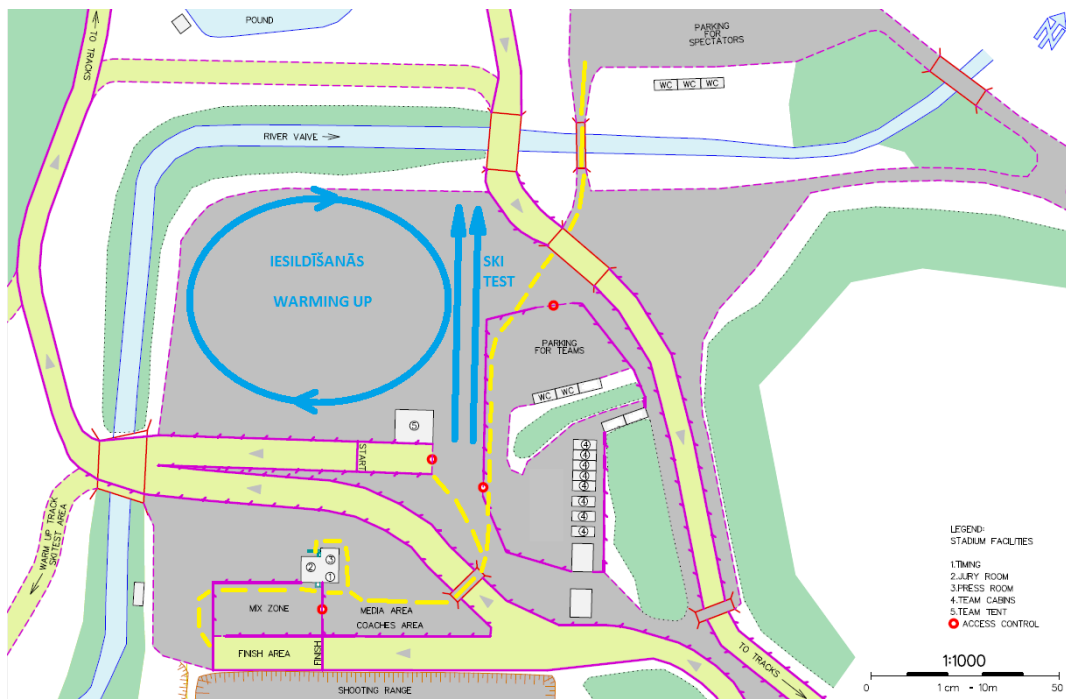 POUND
PARKING
FOR
SPECTATORS
N
TO TRACKS
WC WC WC
RIVER VAIVE
IESILDĪŠANĀS
WARMING UP
SKI
TEST
PARKING
FOR TEAMS
WC WC
5
START
4
4
4
4
4
4
4
4
WARM UP TRACK
SKITEST AREA
2
3
1
MIX ZONE
MEDIA AREA
COACHES AREA
FINISH AREA
FINISH
SHOOTING RANGE
TO TRACKS
LEGEND:
STADIUM FACILITIES
1.TIMING
2.JURY ROOM
3.PRESS ROOM
4.TEAM CABINS
5.TEAM TENT
ACCESS CONTROL
1:1000
0 1 cm - 10m 50